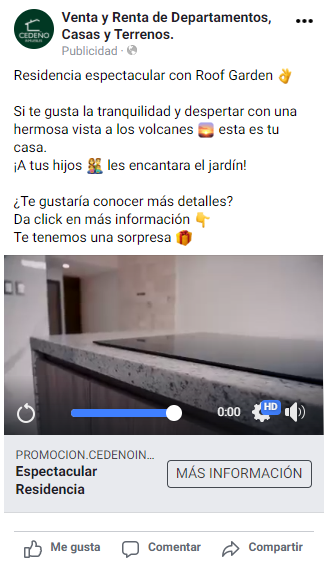 CEDEÑO
Venta y Renta de Departamentos,
Casas y Terrenos.
Publicidad ·
Residencia espectacular con Roof Garden 👌
Si te gusta la tranquilidad y despertar con una
hermosa vista a los volcanes 🌅 esta es tu
casa.
¡A tus hijos 👫 les encantara el jardín!
¿Te gustaría conocer más detalles?
Da click en más información 👇
Te tenemos una sorpresa 🎁
0:00
HD
PROMOCION.CEDENOIN...
Espectacular
Residencia
MÁS INFORMACIÓN
Me gusta
Comentar
Compartir